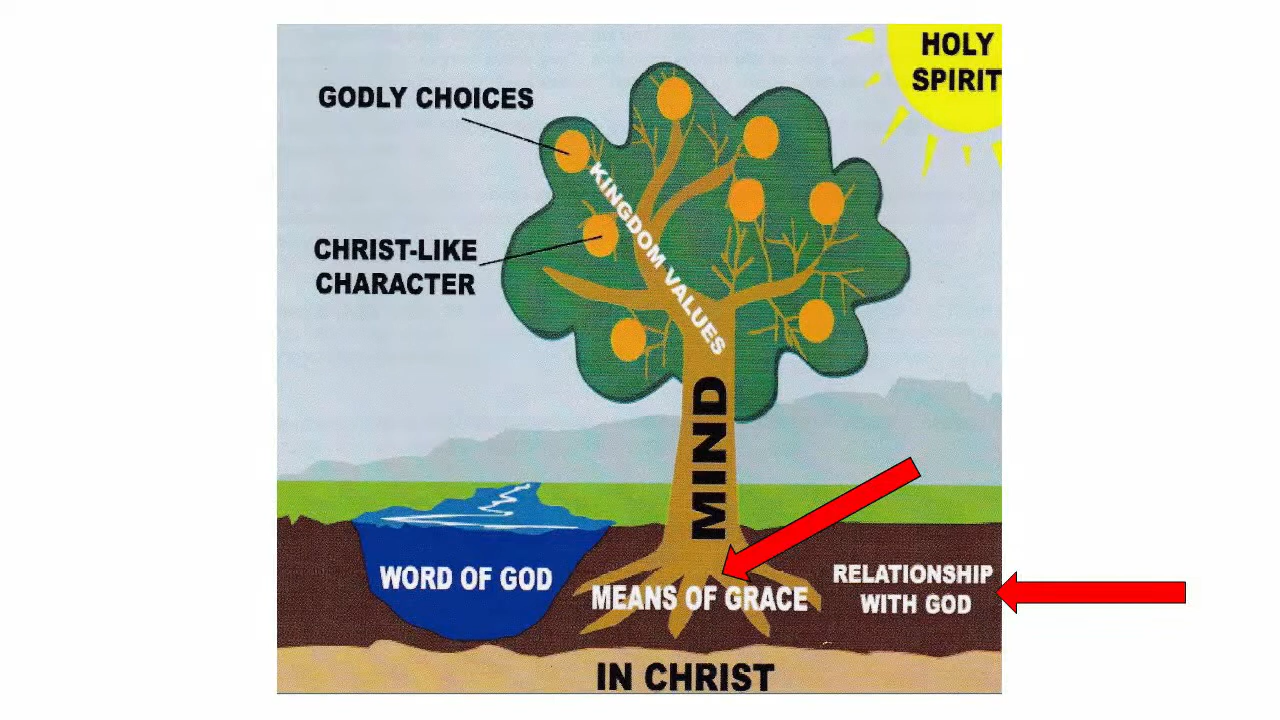 HOLY
SPIRIT
GODLY CHOICES
KINGDOM VALUES
CHRIST-LIKE
CHARACTER
MIND
WORD OF GOD
MEANS OF GRACE
RELATIONSHIP
WITH GOD
IN CHRIST